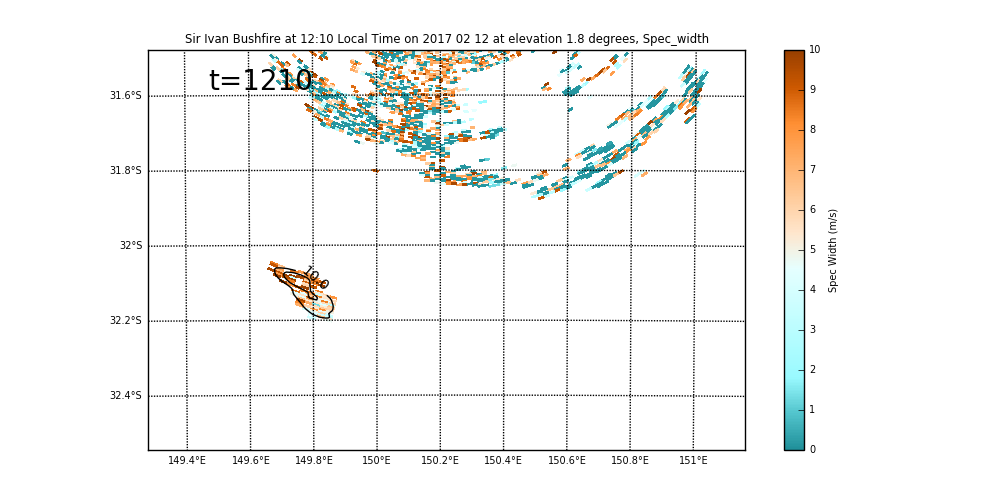 Sir Ivan Bushfire at 12:10 Local Time on 2017 02 12 at elevation 1.8 degrees, Spec_width
t=1210
31.6°S
31.8°S
32°S
32.2°S
32.4°S
10.0
149.4°E 149.6°E 149.8°E 150°E 150.2°E 150.4°E 150.6°E 150.8°E 151°E
10
9
8
7
6
5
4
3
2
1
0
Spec Width (m/s)